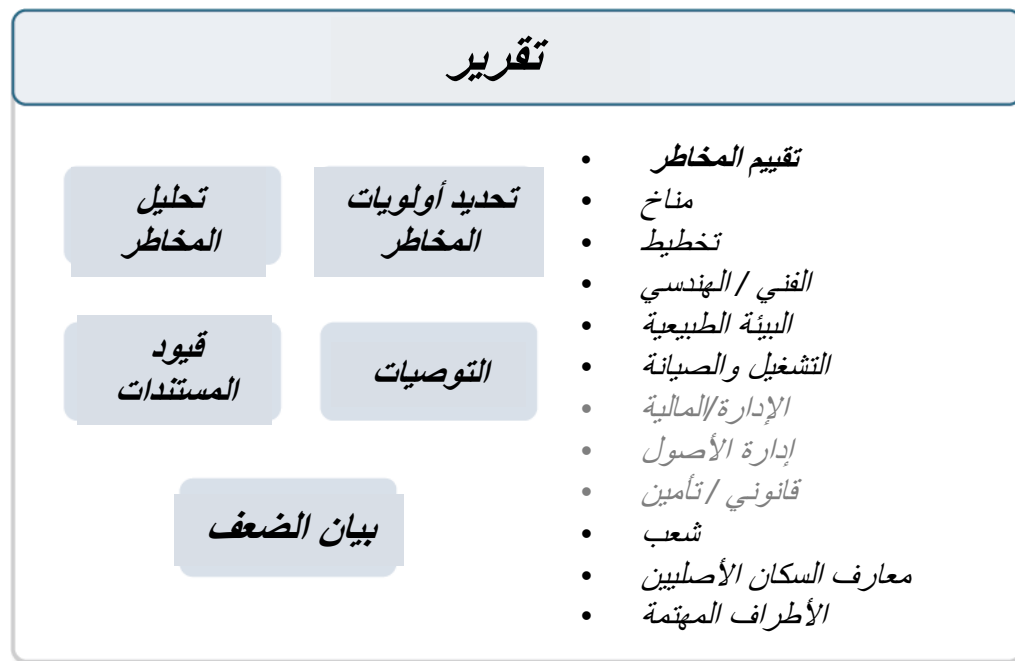 تقرير
تقييم المخاطر
مناخ
تخطيط
الفني / الهندسي
البيئة الطبيعية
التشغيل والصيانة
الإدارة/المالية
إدارة الأصول
قانوني / تأمين
شعب
معارف السكان الأصليين
الأطراف المهتمة
تحديد أولويات
المخاطر
تحليل
المخاطر
التوصيات
قيود
المستندات
بيان الضعف